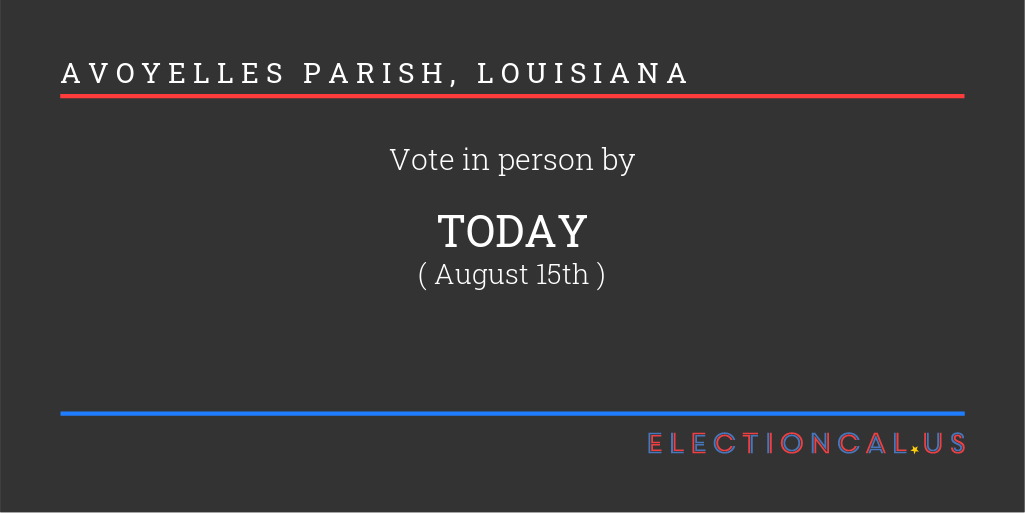 AVOYELLES PARISH, LOUISIANA
Vote in person by
TODAY
( August 15th )
ELECTIONCAL.US